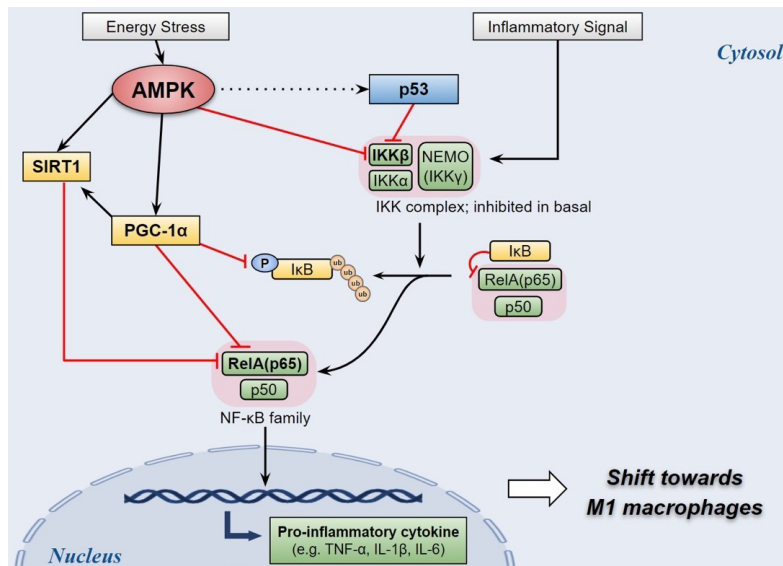 Energy Stress
Inflammatory Signal
Cytosol
AMPK
p53
SIRT1
IKKβ
NEMO
(IKKγ)
IKKα
IKK complex; inhibited in basal
PGC-1α
P
IκB
ub
ub
ub
ub
IκB
RelA(p65)
p50
RelA(p65)
p50
NF-κB family
Shift towards
M1 macrophages
Pro-inflammatory cytokine
(e.g. TNF-α, IL-1β, IL-6)
Nucleus